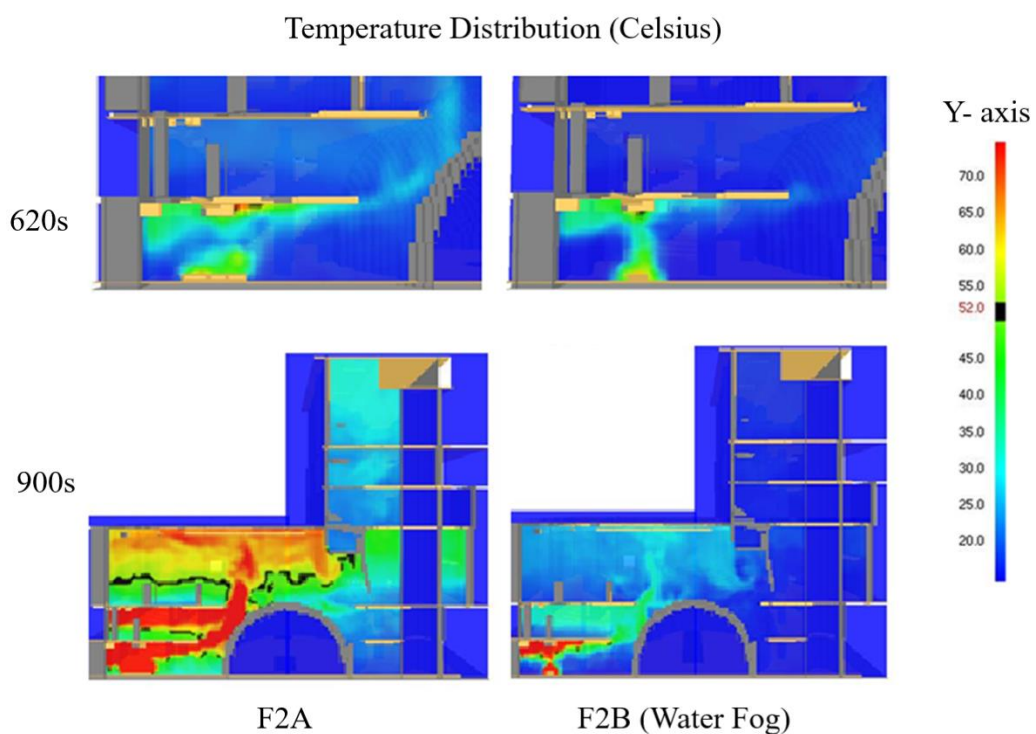 Temperature Distribution (Celsius)
Y- axis
620s
900s
70.0
65.0
60.0
55.0
52.0
45.0
40.0
35.0
30.0
25.0
20.0
F2A
F2B (Water Fog)